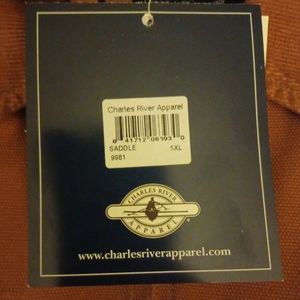 Charles River Apparel
SADDLE 5XL
9981
CHARLES RIVER
APPAREL
www.charlesriverapparel.com